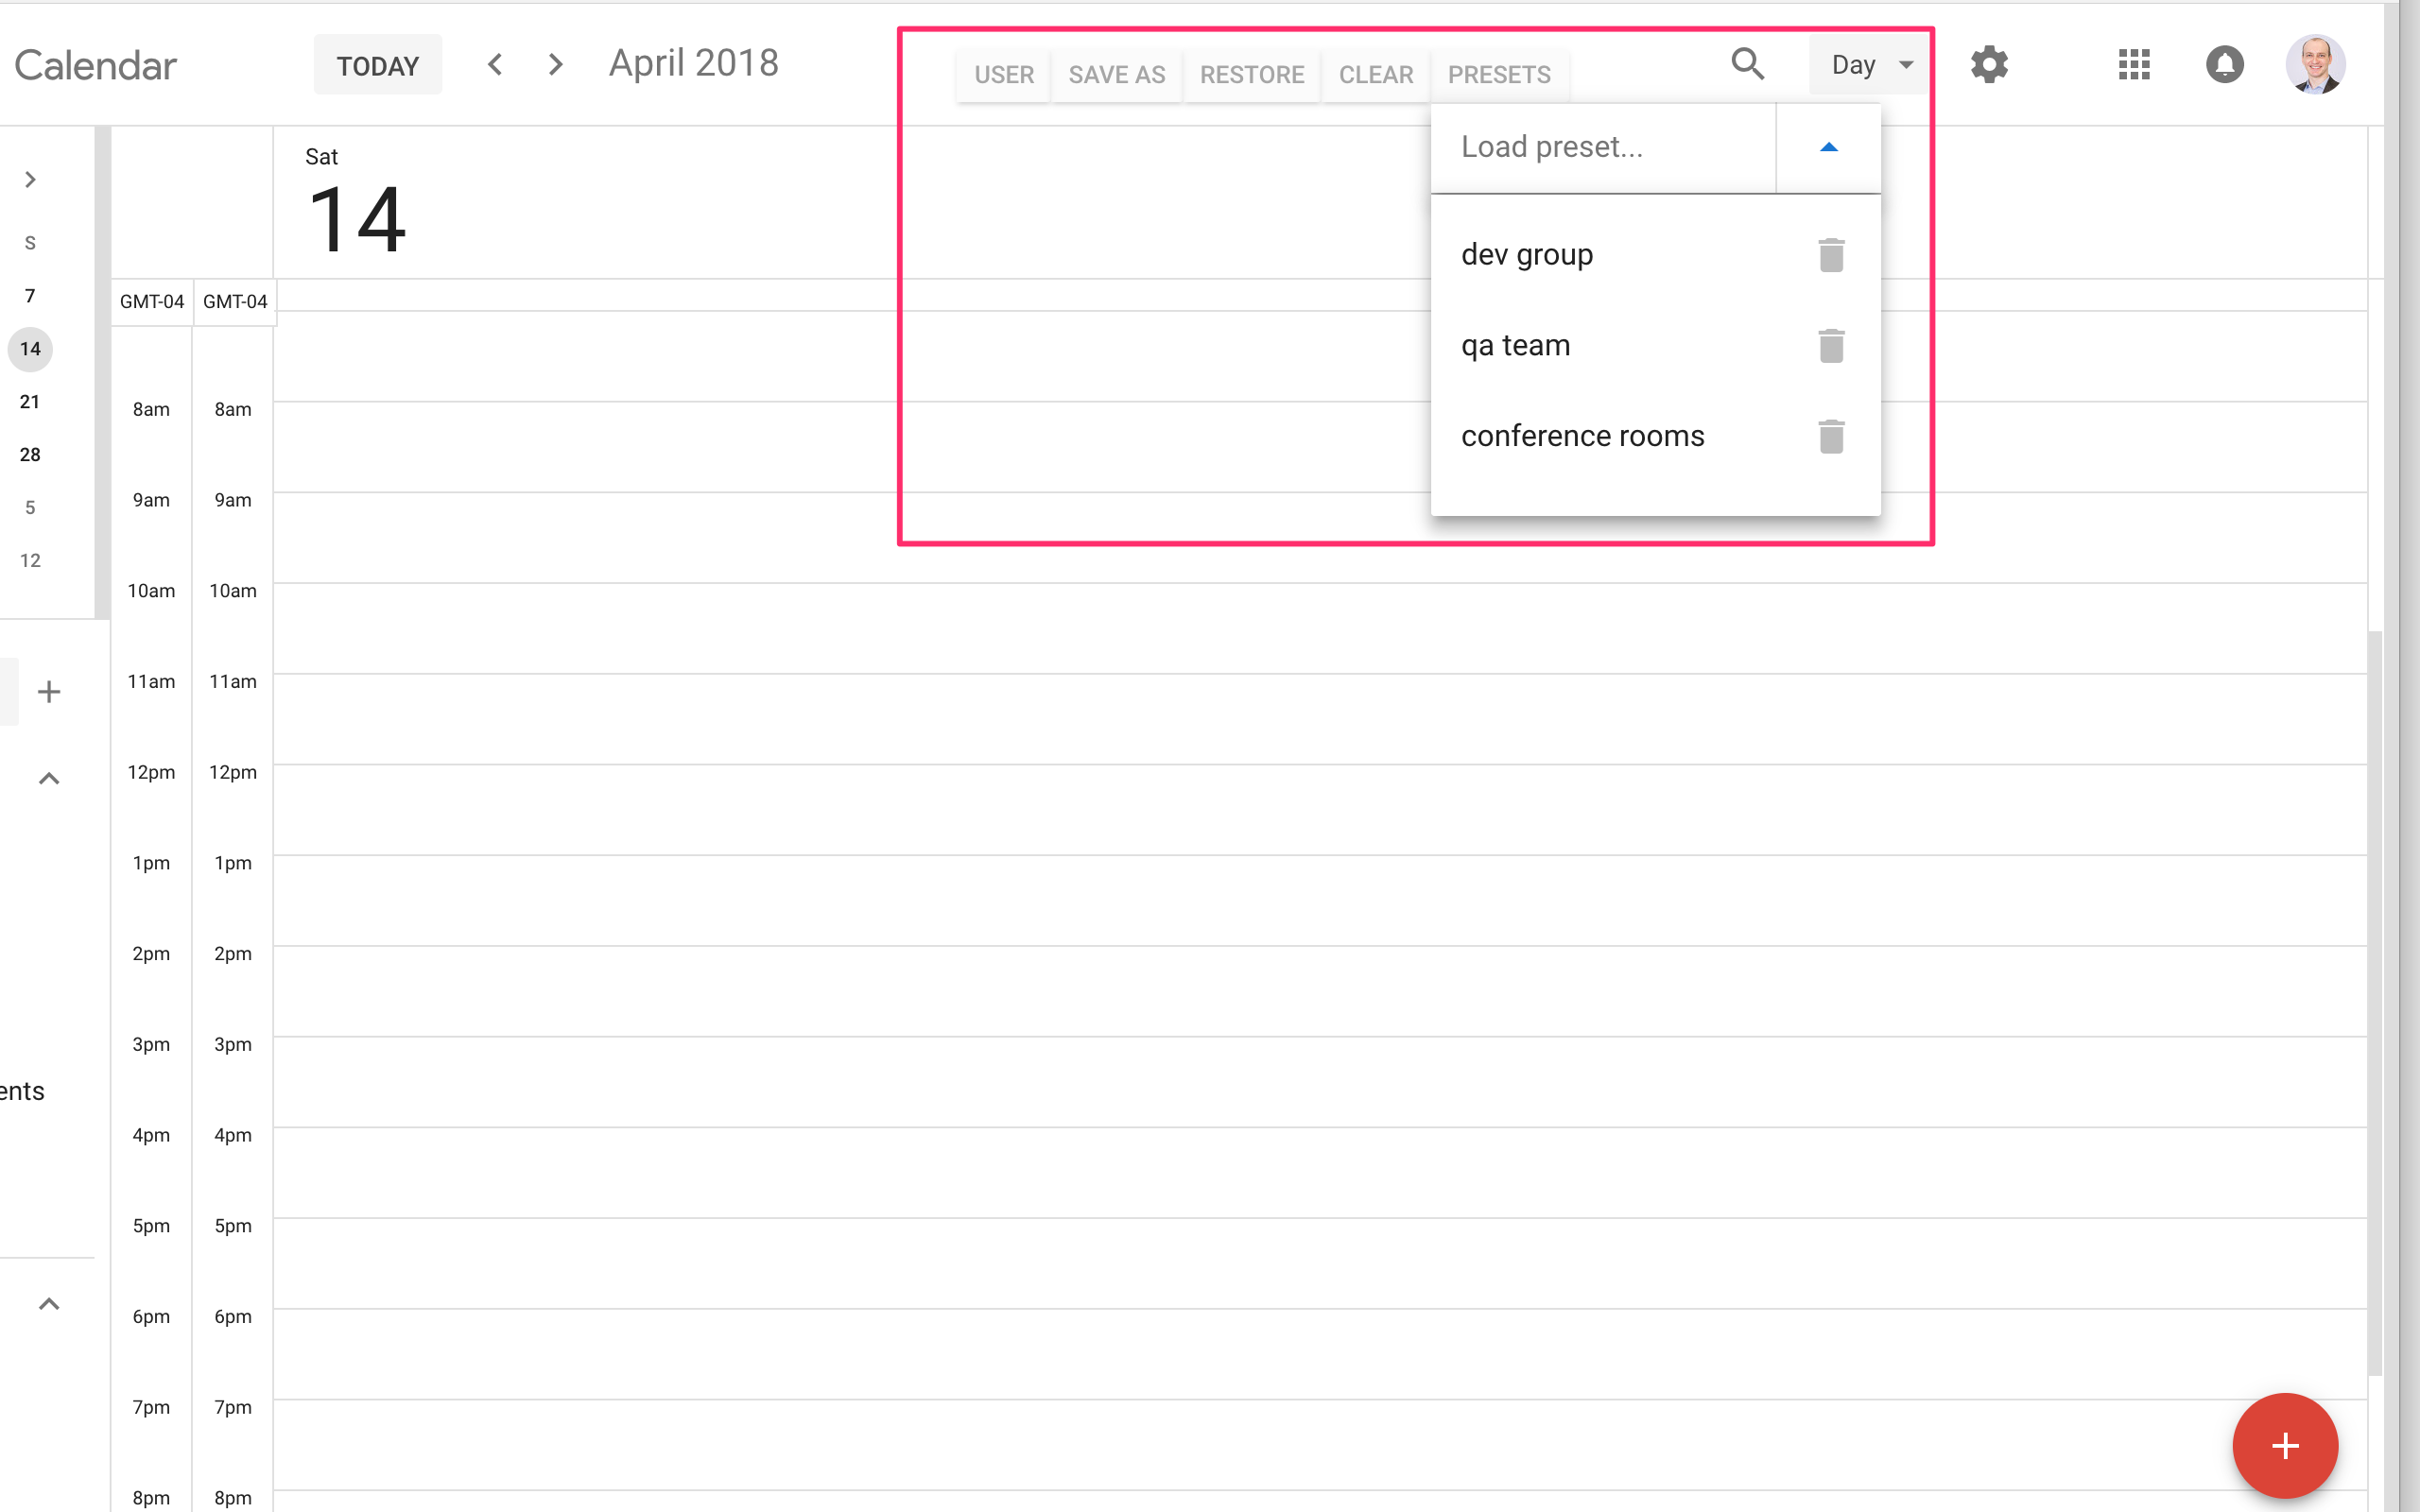 Calendar
TODAY
April 2018
USER SAVE AS RESTORE CLEAR PRESETS
Day
Load preset...
dev group
qa team
conference rooms
Sat
14
S
7
14
21
28
5
12
ents
GMT-04 GMT-04
8am 8am
9am 9am
10am 10am
11am 11am
12pm 12pm
1pm 1pm
2pm 2pm
3pm 3pm
4pm 4pm
5pm 5pm
6pm 6pm
7pm 7pm
8pm 8pm